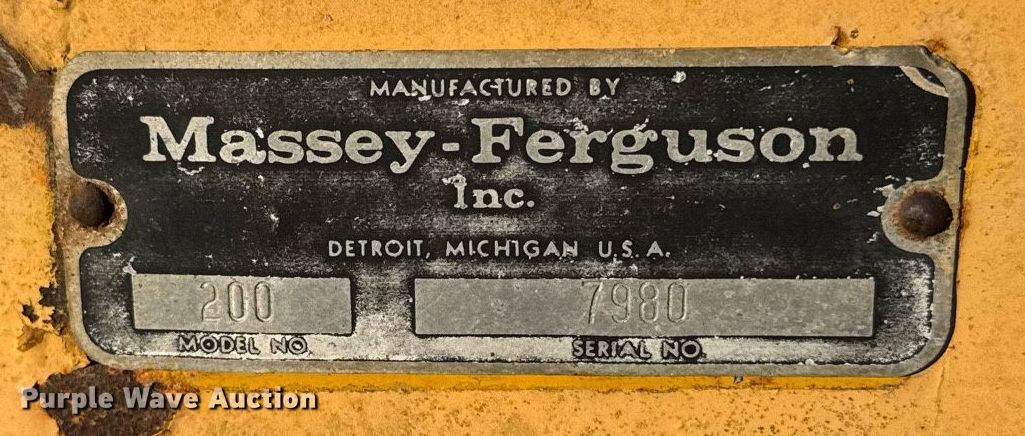 MANUFACTURED BY
Massey-Ferguson
Inc.
DETROIT, MICHIGAN U.S.A.
200 7980
MODEL NO. SERIAL NO.
Purple Wave Auction